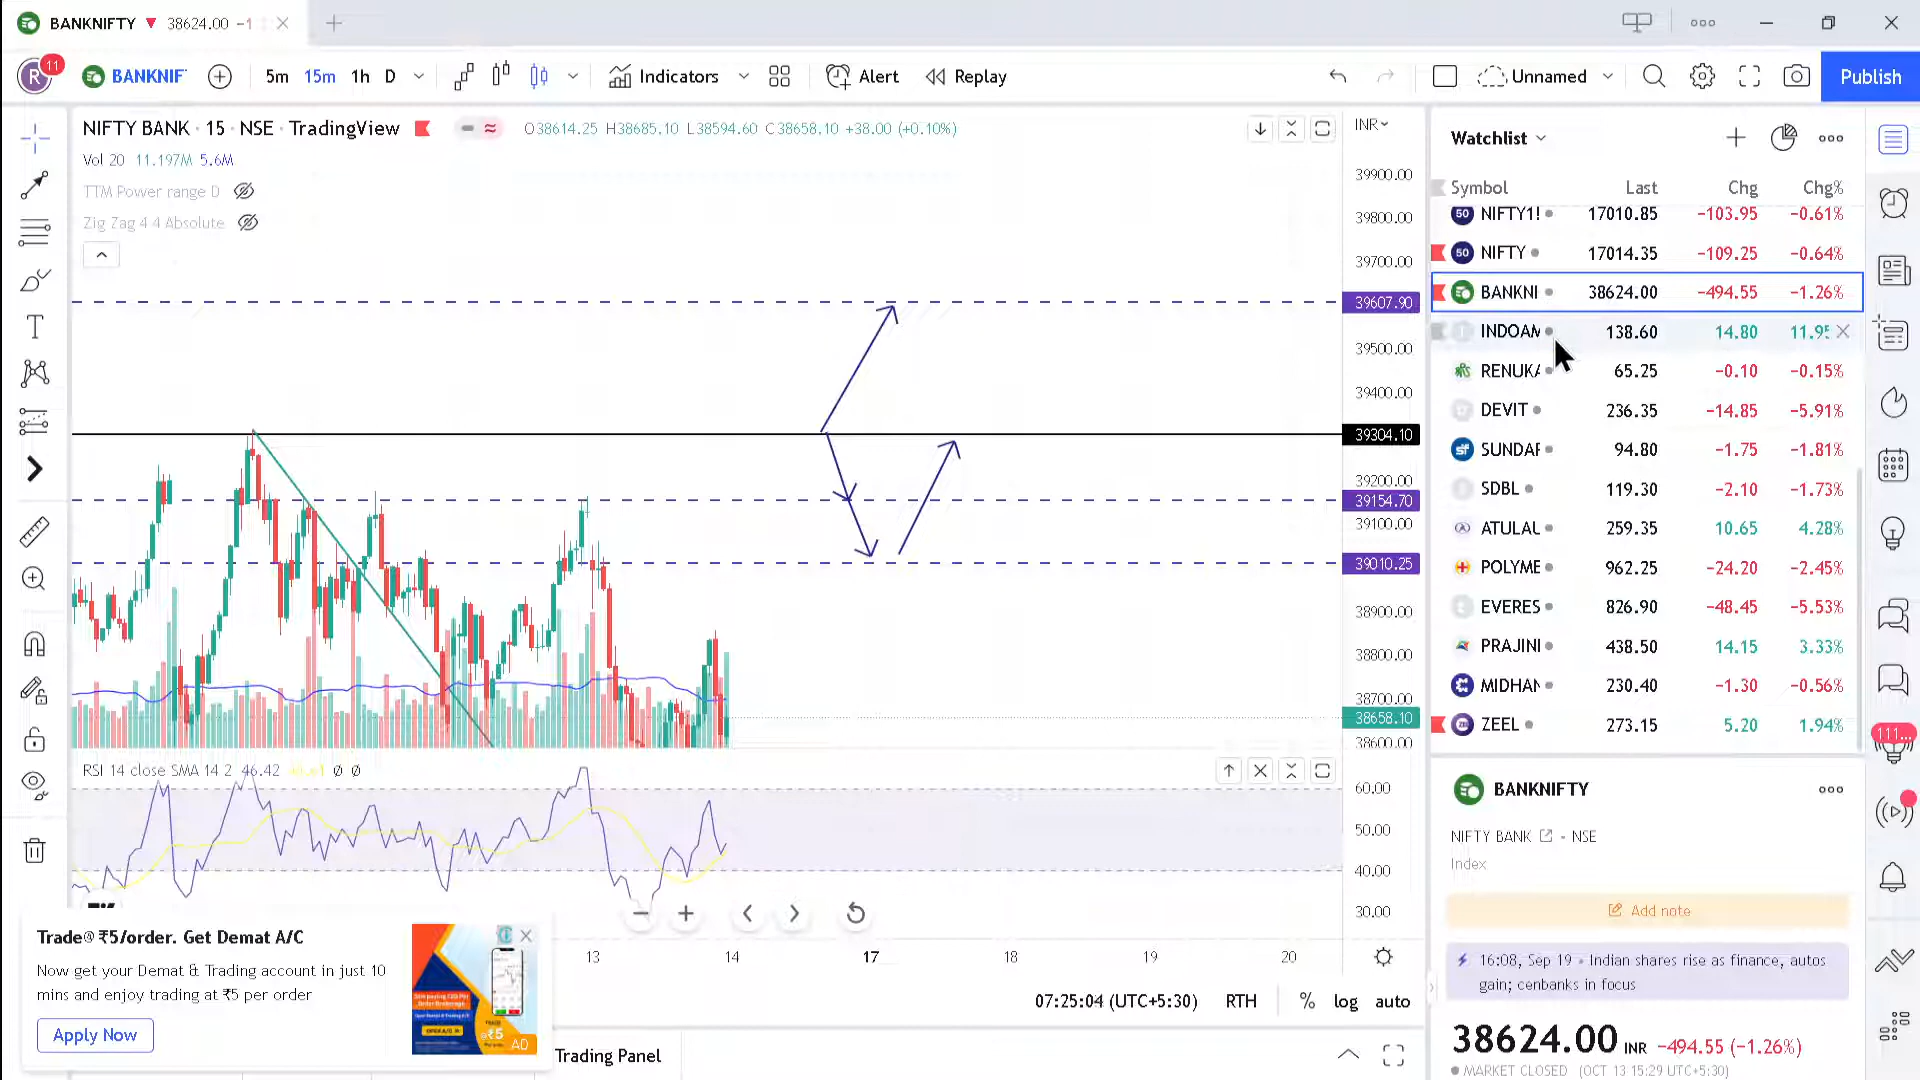 BANKNIFTY ▼ 38624.00 −1
R 11 BANKNIF 5m 15m 1h D Indicators Alert Replay Unnamed Publish
NIFTY BANK · 15 · NSE · TradingView O38614.25 H38685.10 L38594.60 C38658.10 +38.00 (+0.10%)
Vol 20 11.197M 5.6M
TTM Power range D
Zig Zag 4 4 Absolute
INR
39900.00
39800.00
39700.00
39607.90
39500.00
39400.00
39304.10
39200.00
39154.70
39100.00
39010.25
38900.00
38800.00
38700.00
38658.10
38600.00
RSI 14 close SMA 14 2 46.42 Ø Ø
60.00
50.00
40.00
30.00
13 14 17 18 19 20
07:25:04 (UTC+5:30) RTH % log auto
Trading Panel
Trade@ ₹5/order. Get Demat A/C
Now get your Demat & Trading account in just 10
mins and enjoy trading at ₹5 per order
Apply Now
@₹5
AD
Watchlist
Symbol Last Chg Chg%
50 NIFTY1! 17010.85 −103.95 −0.61%
50 NIFTY 17014.35 −109.25 −0.64%
BANKNI 38624.00 −494.55 −1.26%
INDOAM 138.60 14.80 11.95
RENUKA 65.25 −0.10 −0.15%
DEVIT 236.35 −14.85 −5.91%
SUNDAR 94.80 −1.75 −1.81%
SDBL 119.30 −2.10 −1.73%
ATULAU 259.35 10.65 4.28%
POLYME 962.25 −24.20 −2.45%
EVERES 826.90 −48.45 −5.53%
PRAJINI 438.50 14.15 3.33%
MIDHAN 230.40 −1.30 −0.56%
ZEEL 273.15 5.20 1.94%
111...
BANKNIFTY
NIFTY BANK · NSE
Index
Add note
16:08, Sep 19 · Indian shares rise as finance, autos
gain; cenbanks in focus
38624.00 INR −494.55 (−1.26%)
MARKET CLOSED (OCT 13 15:29 UTC+5:30)